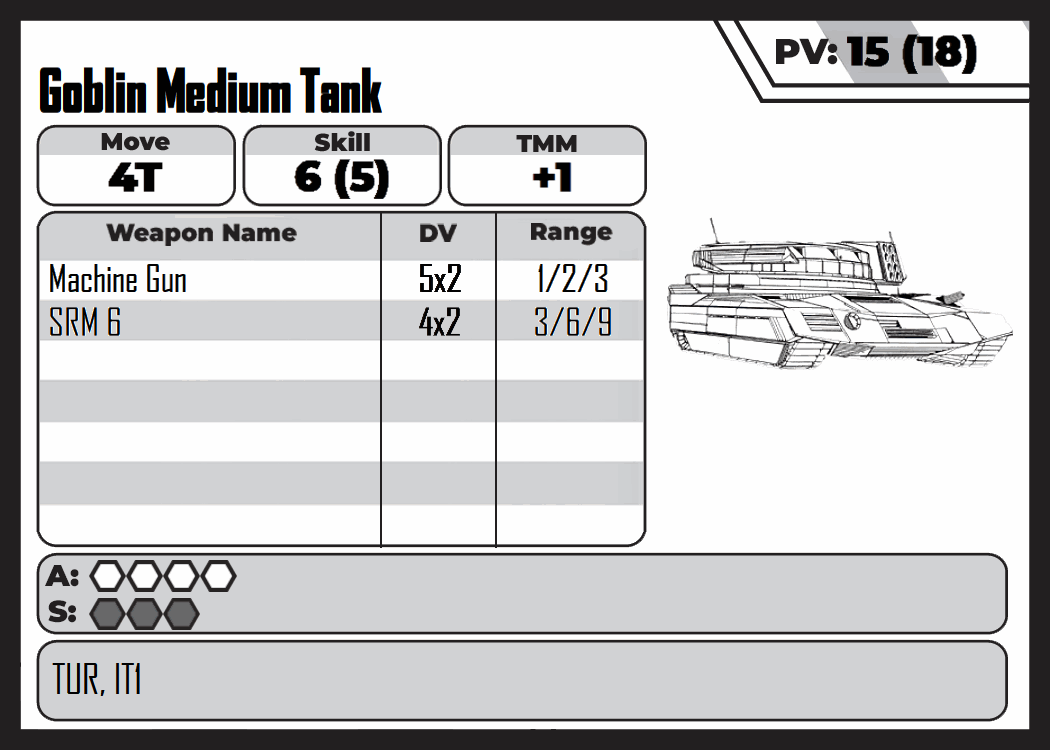 PV: 15 (18)
Goblin Medium Tank
Move Skill TMM
4T 6 (5) +1
Weapon Name DV Range
Machine Gun 5x2 1/2/3
SRM 6 4x2 3/6/9
A:
S:
TUR, IT1